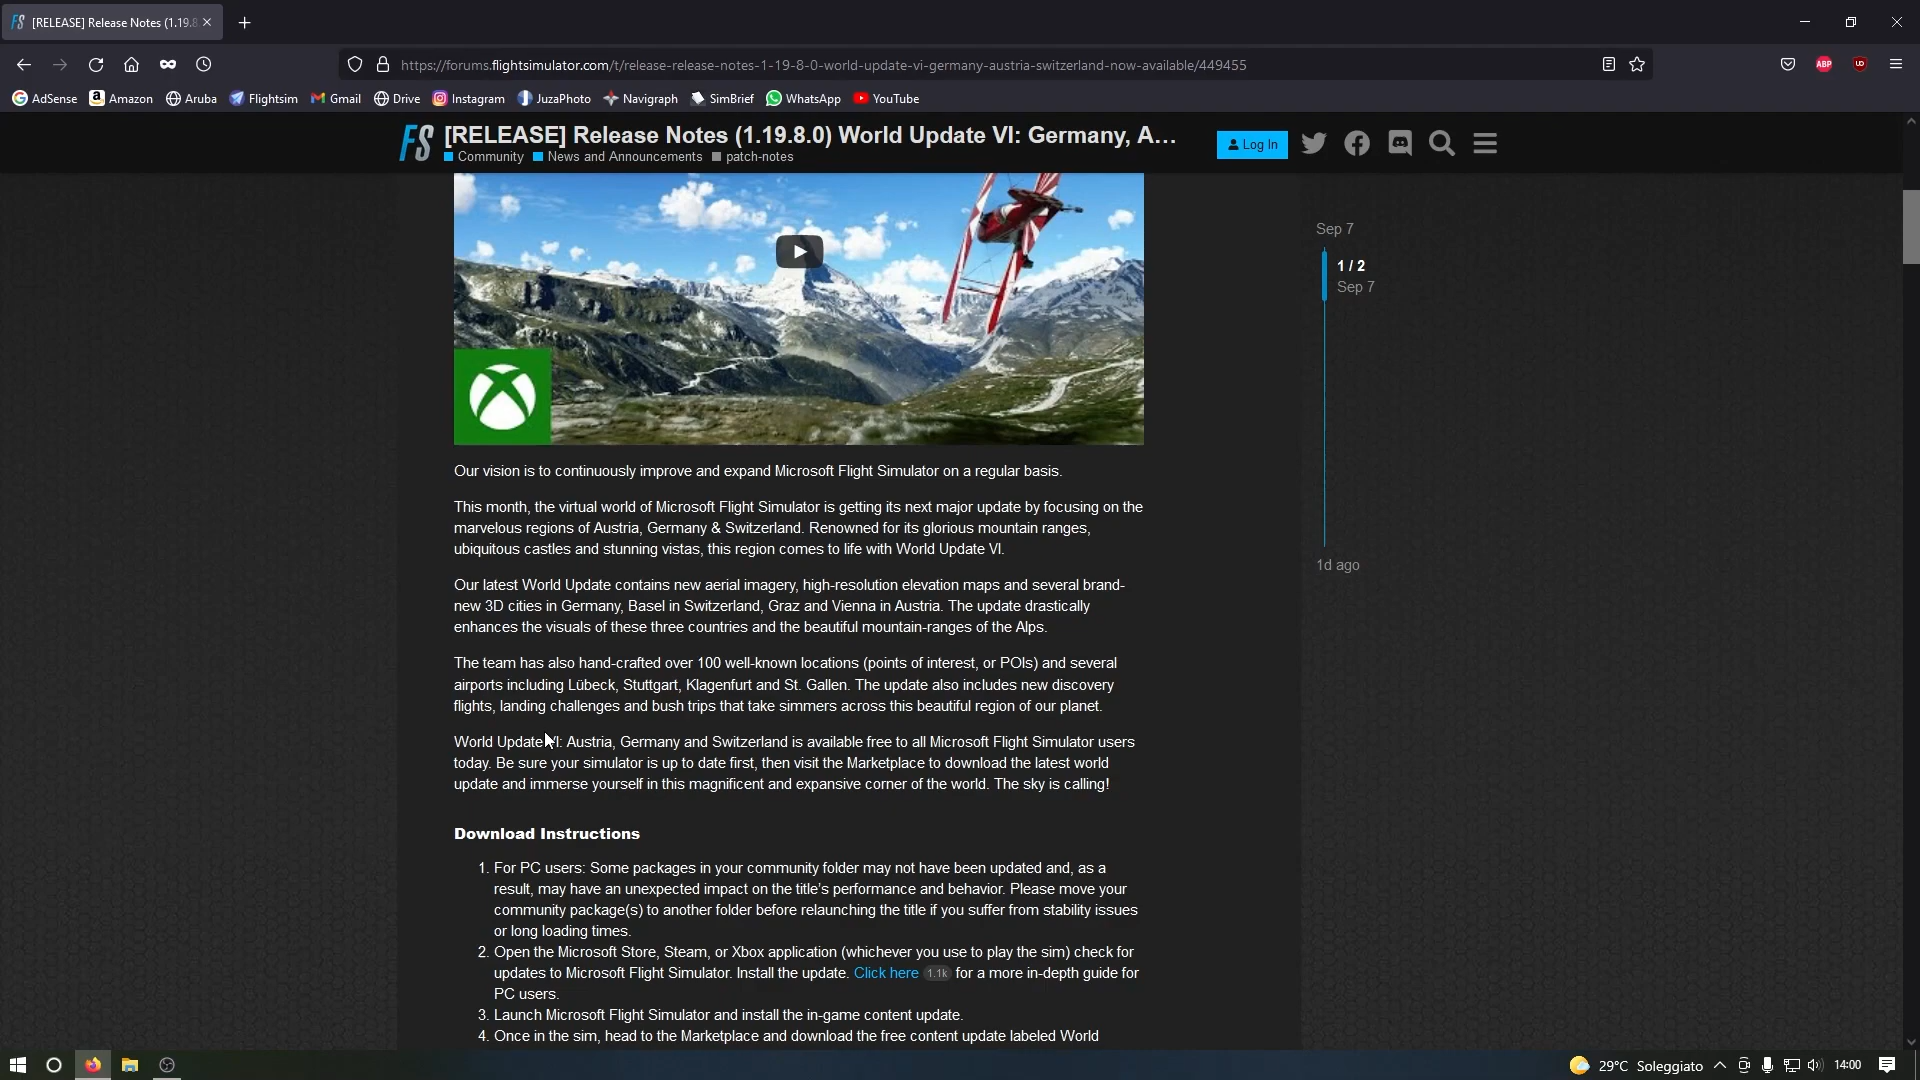 [RELEASE] Release Notes (1.19.8
https://forums.flightsimulator.com/t/release-release-notes-1-19-8-0-world-update-vi-germany-austria-switzerland-now-available/449455
ABP
AdSense Amazon Aruba Flightsim Gmail Drive Instagram JuzaPhoto Navigraph SimBrief WhatsApp YouTube
FS [RELEASE] Release Notes (1.19.8.0) World Update VI: Germany, A...
Community News and Announcements patch-notes
Log In
Sep 7
1 / 2
Sep 7
1d ago
Our vision is to continuously improve and expand Microsoft Flight Simulator on a regular basis.
This month, the virtual world of Microsoft Flight Simulator is getting its next major update by focusing on the
marvelous regions of Austria, Germany & Switzerland. Renowned for its glorious mountain ranges,
ubiquitous castles and stunning vistas, this region comes to life with World Update VI.
Our latest World Update contains new aerial imagery, high-resolution elevation maps and several brand-
new 3D cities in Germany, Basel in Switzerland, Graz and Vienna in Austria. The update drastically
enhances the visuals of these three countries and the beautiful mountain-ranges of the Alps.
The team has also hand-crafted over 100 well-known locations (points of interest, or POIs) and several
airports including Lübeck, Stuttgart, Klagenfurt and St. Gallen. The update also includes new discovery
flights, landing challenges and bush trips that take simmers across this beautiful region of our planet.
World Update VI: Austria, Germany and Switzerland is available free to all Microsoft Flight Simulator users
today. Be sure your simulator is up to date first, then visit the Marketplace to download the latest world
update and immerse yourself in this magnificent and expansive corner of the world. The sky is calling!
Download Instructions
1. For PC users: Some packages in your community folder may not have been updated and, as a
result, may have an unexpected impact on the title's performance and behavior. Please move your
community package(s) to another folder before relaunching the title if you suffer from stability issues
or long loading times.
2. Open the Microsoft Store, Steam, or Xbox application (whichever you use to play the sim) check for
updates to Microsoft Flight Simulator. Install the update. Click here 1.1k for a more in-depth guide for
PC users.
3. Launch Microsoft Flight Simulator and install the in-game content update.
4. Once in the sim, head to the Marketplace and download the free content update labeled World
29°C Soleggiato 14:00